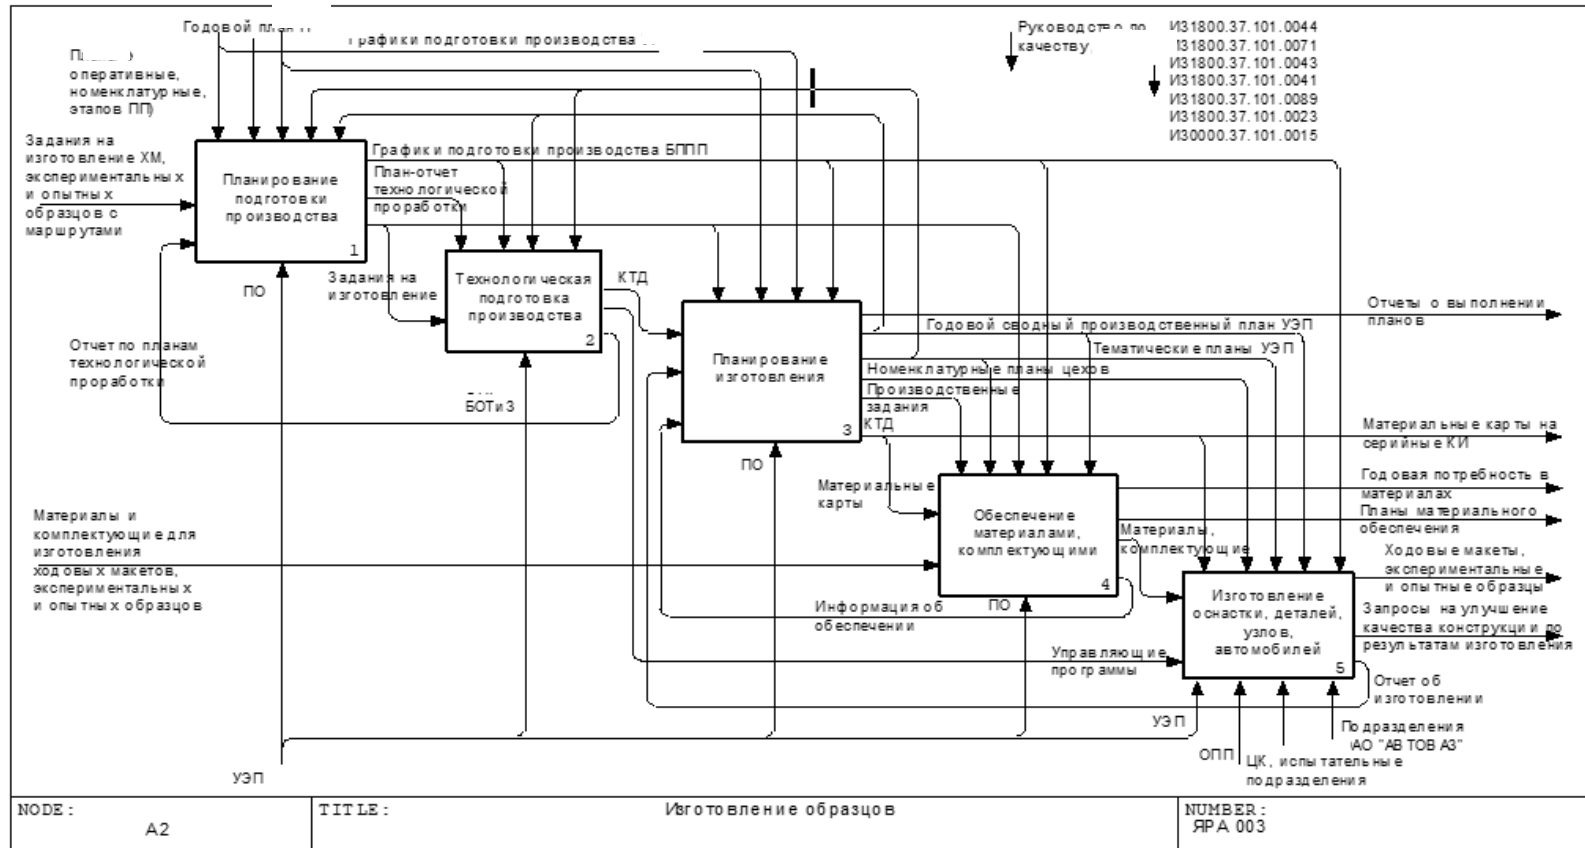 Годовой план
Графики подготовки производства
Руководство по
качеству
ИЗ1800.37.101.0044
ИЗ1800.37.101.0071
ИЗ1800.37.101.0043
ИЗ1800.37.101.0041
ИЗ1800.37.101.0089
ИЗ1800.37.101.0023
ИЗ0000.37.101.0015
оперативные,
номенклатурные,
этапов ПП)
Задания на
изготовление ХМ,
экспериментальных
и опытных
образцов с
маршрутами
Планирование
подготовки
производства
1
Графики подготовки производства БППП
План-отчет
технологической
проработки
ПО
Задания на
изготовление
Технологическая
подготовка
производства
2
КТД
Отчет по планам
технологической
проработки
БОТиЗ
Планирование
изготовления
3
Отчеты о выполнении
планов
Годовой сводный производственный план УЭП
Тематические планы УЭП
Номенклатурные планы цехов
Производственные
задания
КТД
ПО
Материальные карты на
серийные КИ
Материальные
карты
Годовая потребность в
материалах
Планы материального
обеспечения
Материалы и
комплектующие для
изготовления
ходовых макетов,
экспериментальных
и опытных образцов
Обеспечение
материалами,
комплектующими
4
Материалы,
комплектующие
Ходовые макеты,
экспериментальные
и опытные образцы
Информация об
обеспечении
ПО
Изготовление
оснастки, деталей,
узлов,
автомобилей
5
Запросы на улучшение
качества конструкции по
результатам изготовления
Управляющие
программы
Отчет об
изготовлении
УЭП
УЭП
ОПП
ЦК, испытательные
подразделения
Подразделения
АО "АВТОВАЗ"
NODE:
А2
TITLE:
Изготовление образцов
NUMBER:
ЯРА 003